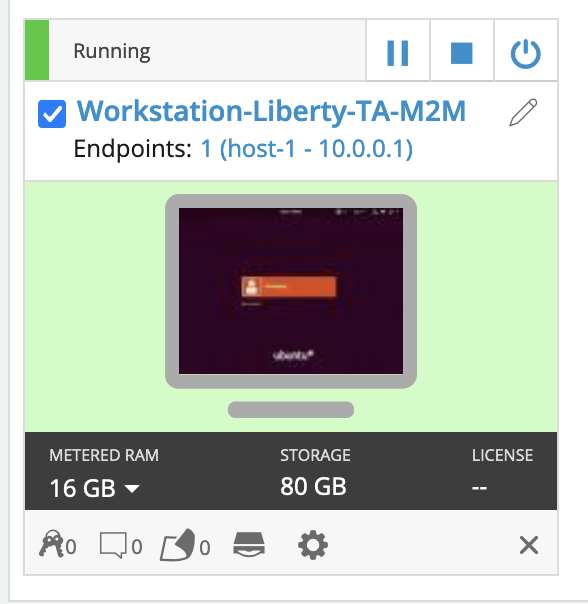 Running
Workstation-Liberty-TA-M2M
Endpoints: 1 (host-1 - 10.0.0.1)
ubuntu®
METERED RAM STORAGE LICENSE
16 GB 80 GB --
0 0 0